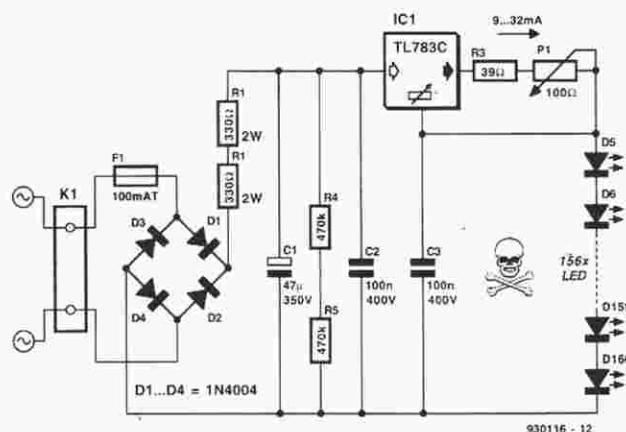 IC1
TL783C
9...32mA
R3
39Ω
P1
100Ω
R1
330Ω
2W
R1
330Ω
2W
F1
100mAT
K1
D3
D1
D4
D2
C1
47µ
350V
R4
470k
R5
470k
C2
100n
400V
C3
100n
400V
D5
D6
156x
LED
D1...D4 = 1N4004
930116 - 12